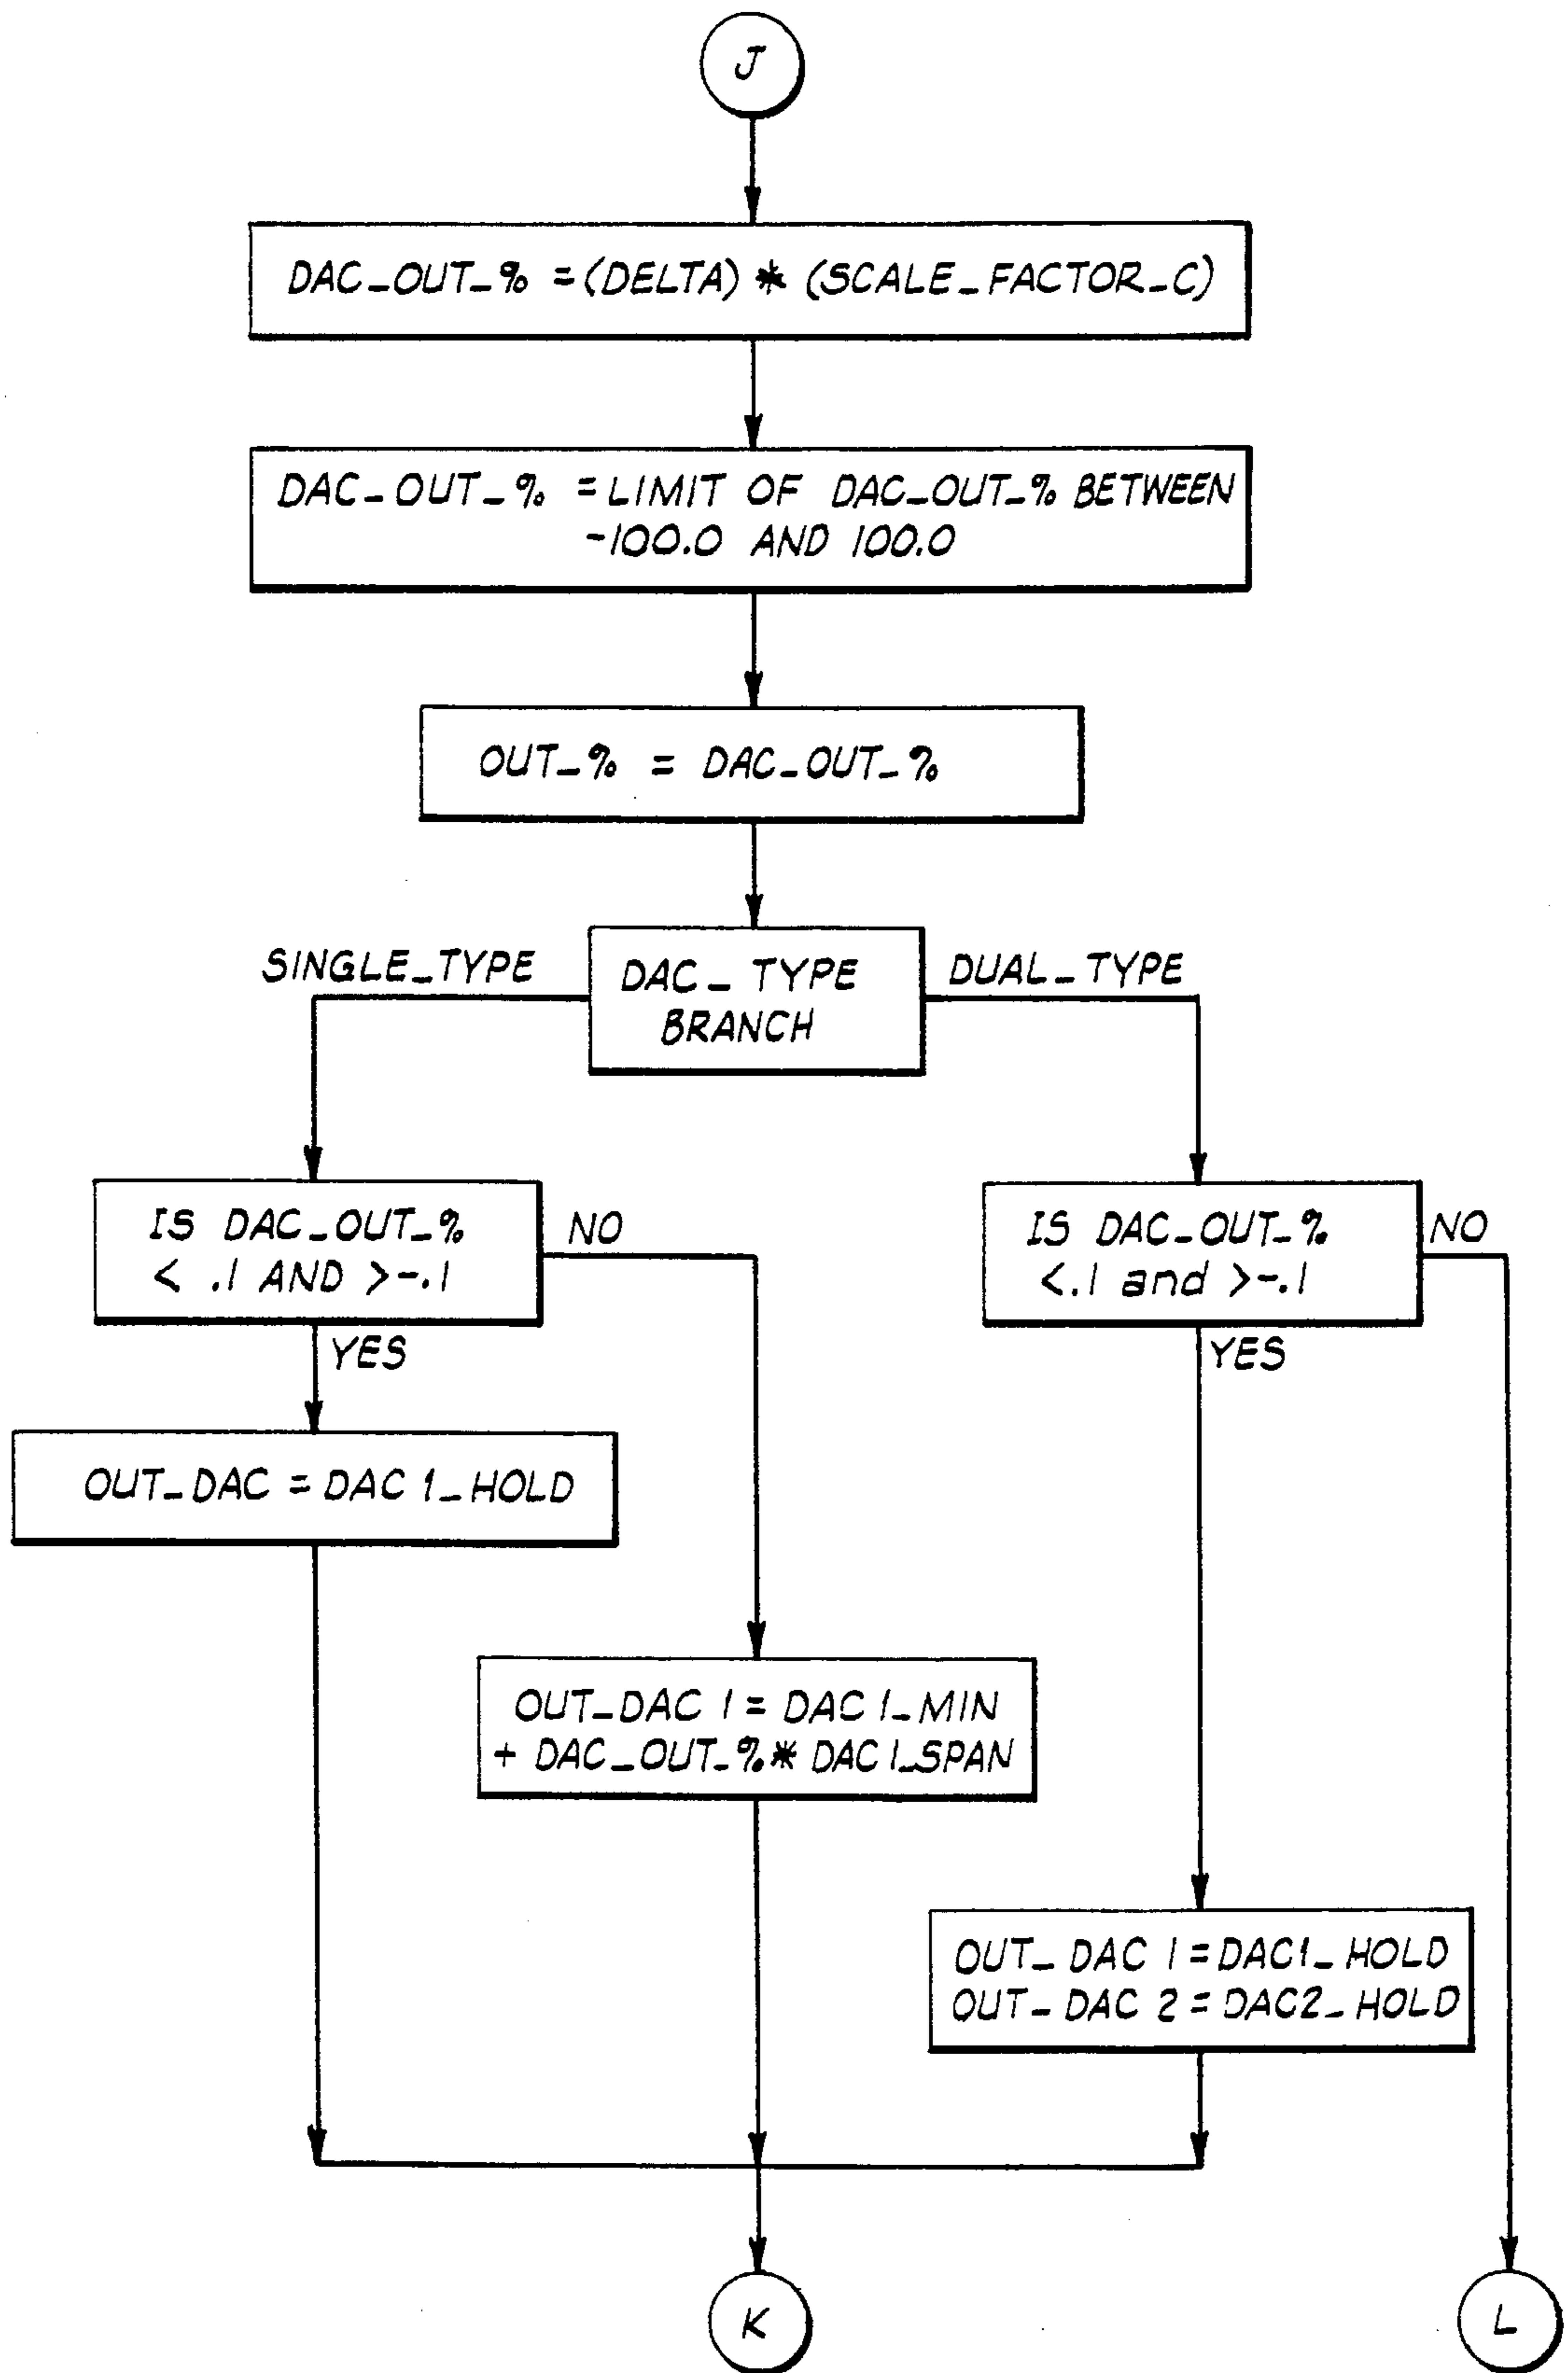 J
DAC_OUT_% = (DELTA) * (SCALE_FACTOR_C)
DAC_OUT_% = LIMIT OF DAC_OUT_% BETWEEN
-100.0 AND 100.0
OUT_% = DAC_OUT_%
SINGLE_TYPE
DAC_TYPE
BRANCH
DUAL_TYPE
IS DAC_OUT_%
< .1 AND >-.1
NO
YES
IS DAC_OUT_%
<.1 and >-.1
NO
YES
OUT_DAC = DAC 1_HOLD
OUT_DAC 1 = DAC 1_MIN
+ DAC_OUT_% * DAC 1_SPAN
OUT_DAC 1 = DAC1_HOLD
OUT_DAC 2 = DAC2_HOLD
K
L